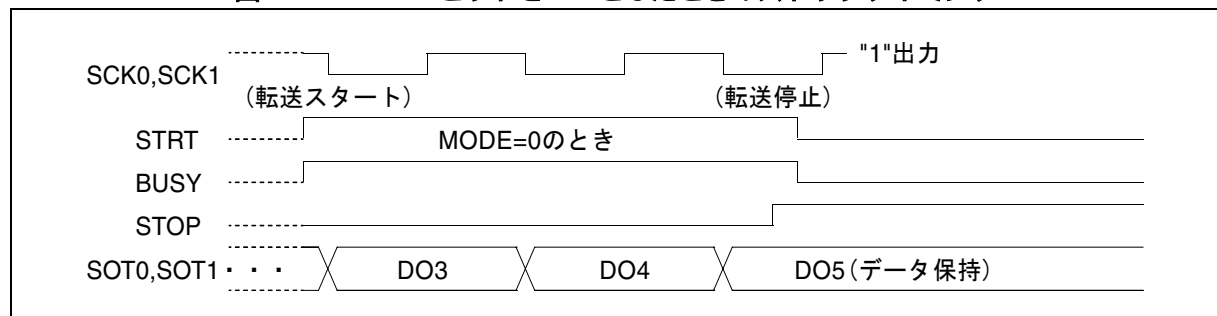 SCK0,SCK1
"1"出力
(転送スタート)
(転送停止)
STRT
MODE=0のとき
BUSY
STOP
SOT0,SOT1・・・
DO3
DO4
DO5(データ保持)